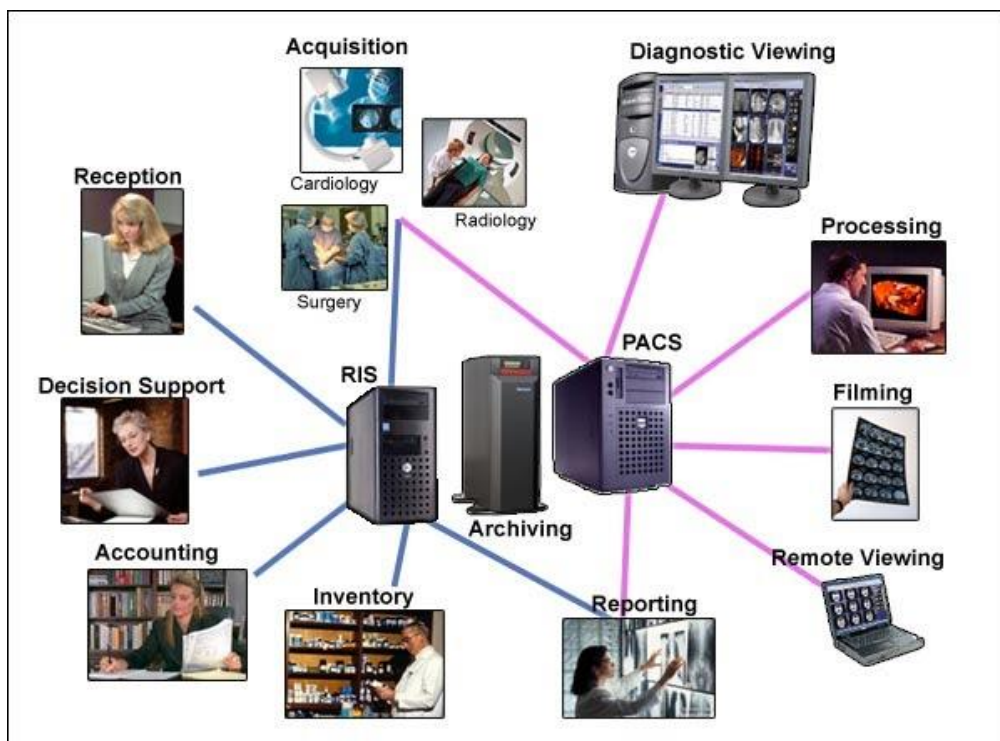 Acquisition
Diagnostic Viewing
Cardiology
Reception
Radiology
Processing
Surgery
PACS
RIS
Decision Support
Filming
Archiving
Accounting
Remote Viewing
Inventory
Reporting